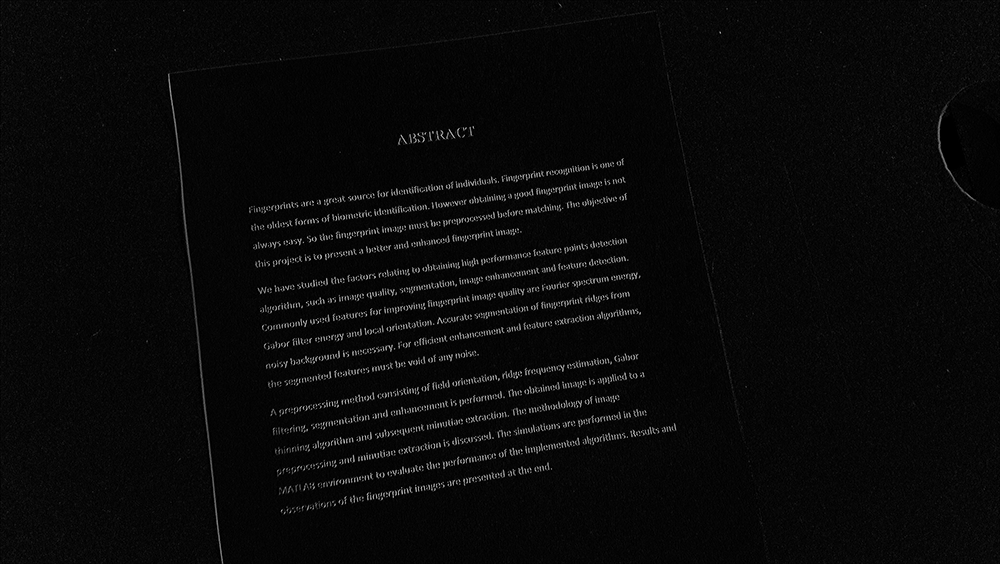 ABSTRACT
Fingerprints are a great source for identification of individuals. Fingerprint recognition is one of
the oldest forms of biometric identification. However obtaining a good fingerprint image is not
always easy. So the fingerprint image must be preprocessed before matching. The objective of
this project is to present a better and enhanced fingerprint image.
We have studied the factors relating to obtaining high performance feature points detection
algorithm, such as image quality, segmentation, image enhancement and feature detection.
Commonly used features for improving fingerprint image quality are Fourier spectrum energy,
Gabor filter energy and local orientation. Accurate segmentation of fingerprint ridges from
noisy background is necessary. For efficient enhancement and feature extraction algorithms,
the segmented features must be void of any noise.
A preprocessing method consisting of field orientation, ridge frequency estimation, Gabor
filtering, segmentation and enhancement is performed. The obtained image is applied to a
thinning algorithm and subsequent minutiae extraction. The methodology of image
preprocessing and minutiae extraction is discussed. The simulations are performed in the
MATLAB environment to evaluate the performance of the implemented algorithms. Results and
observations of the fingerprint images are presented at the end.